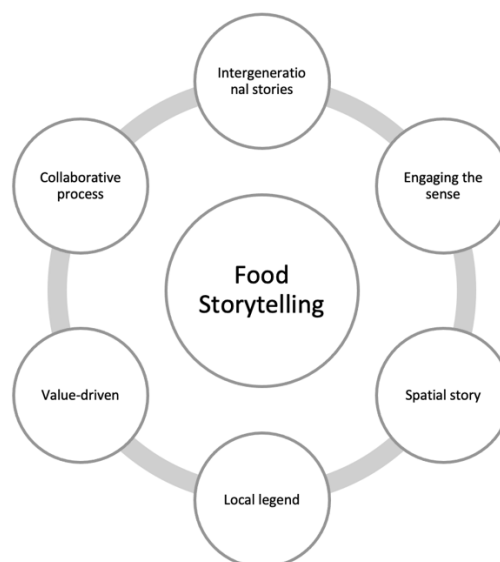 Intergeneratio
nal stories
Collaborative
process
Engaging the
sense
Food
Storytelling
Value-driven
Spatial story
Local legend